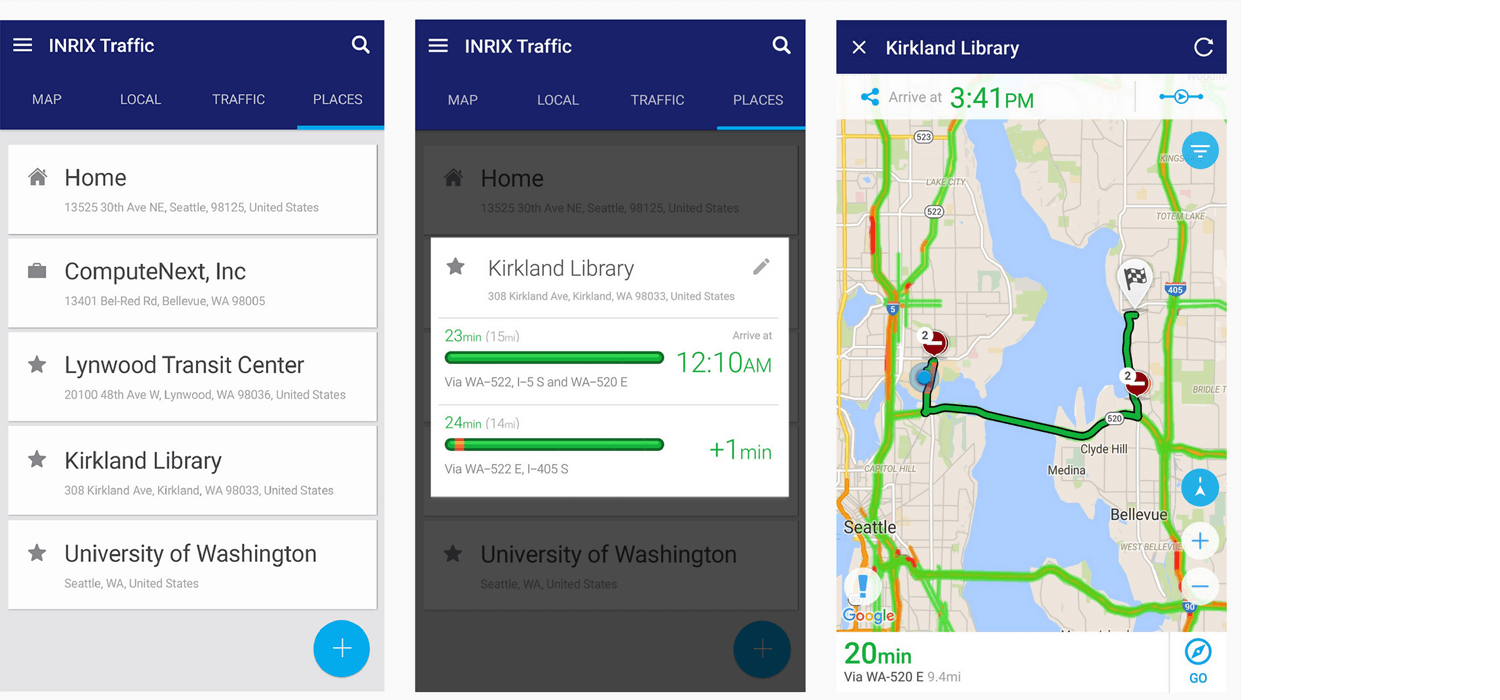 INRIX Traffic
MAP LOCAL TRAFFIC PLACES
Home
13525 30th Ave NE, Seattle, 98125, United States
ComputeNext, Inc
13401 Bel-Red Rd, Bellevue, WA 98005
Lynwood Transit Center
20100 48th Ave W, Lynwood, WA 98036, United States
Kirkland Library
308 Kirkland Ave, Kirkland, WA 98033, United States
University of Washington
Seattle, WA, United States
INRIX Traffic
MAP LOCAL TRAFFIC PLACES
Home
13525 30th Ave NE, Seattle, 98125, United States
Kirkland Library
308 Kirkland Ave, Kirkland, WA 98033, United States
23min (15mi) Arrive at
12:10AM
Via WA-522, I-5 S and WA-520 E
24min (14mi)
+1min
Via WA-522 E, I-405 S
University of Washington
Seattle, WA, United States
Kirkland Library
Arrive at 3:41PM
523
LAKE CITY
522
TOTEM LAKE
405
5
2
2
BRIDLE T
520
Clyde Hill
CAPITOL HILL
Medina
Bellevue
Seattle
WEST BELLEV
90
Google
20min
Via WA-520 E 9.4mi
GO